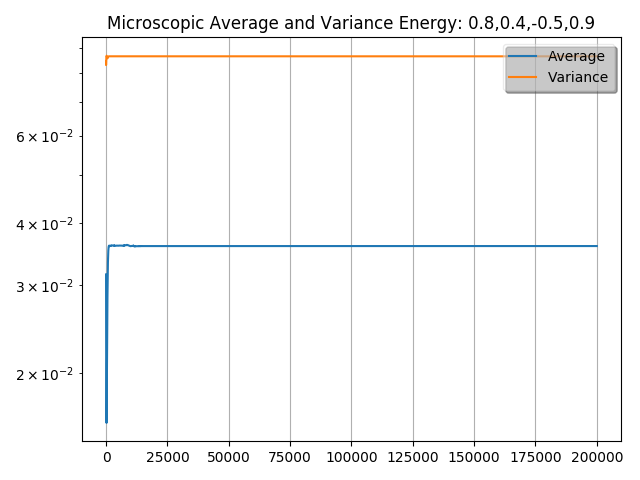 Microscopic Average and Variance Energy: 0.8,0.4,-0.5,0.9
Average
Variance
6 × 10⁻²
4 × 10⁻²
3 × 10⁻²
2 × 10⁻²
0 25000 50000 75000 100000 125000 150000 175000 200000